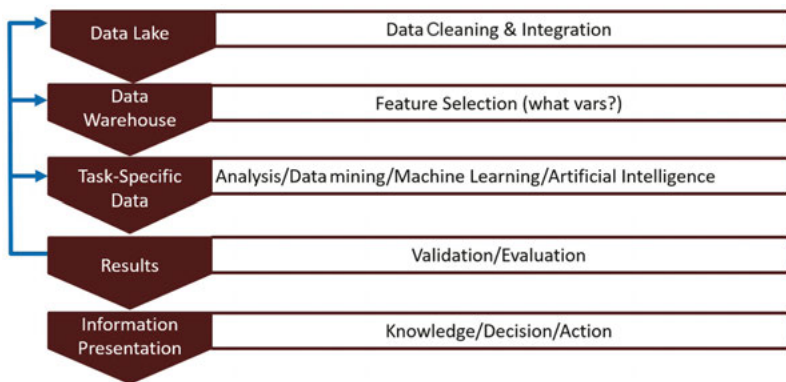 Data Lake
Data Cleaning & Integration
Data
Warehouse
Feature Selection (what vars?)
Task-Specific
Data
Analysis/Data mining/Machine Learning/Artificial Intelligence
Results
Validation/Evaluation
Information
Presentation
Knowledge/Decision/Action